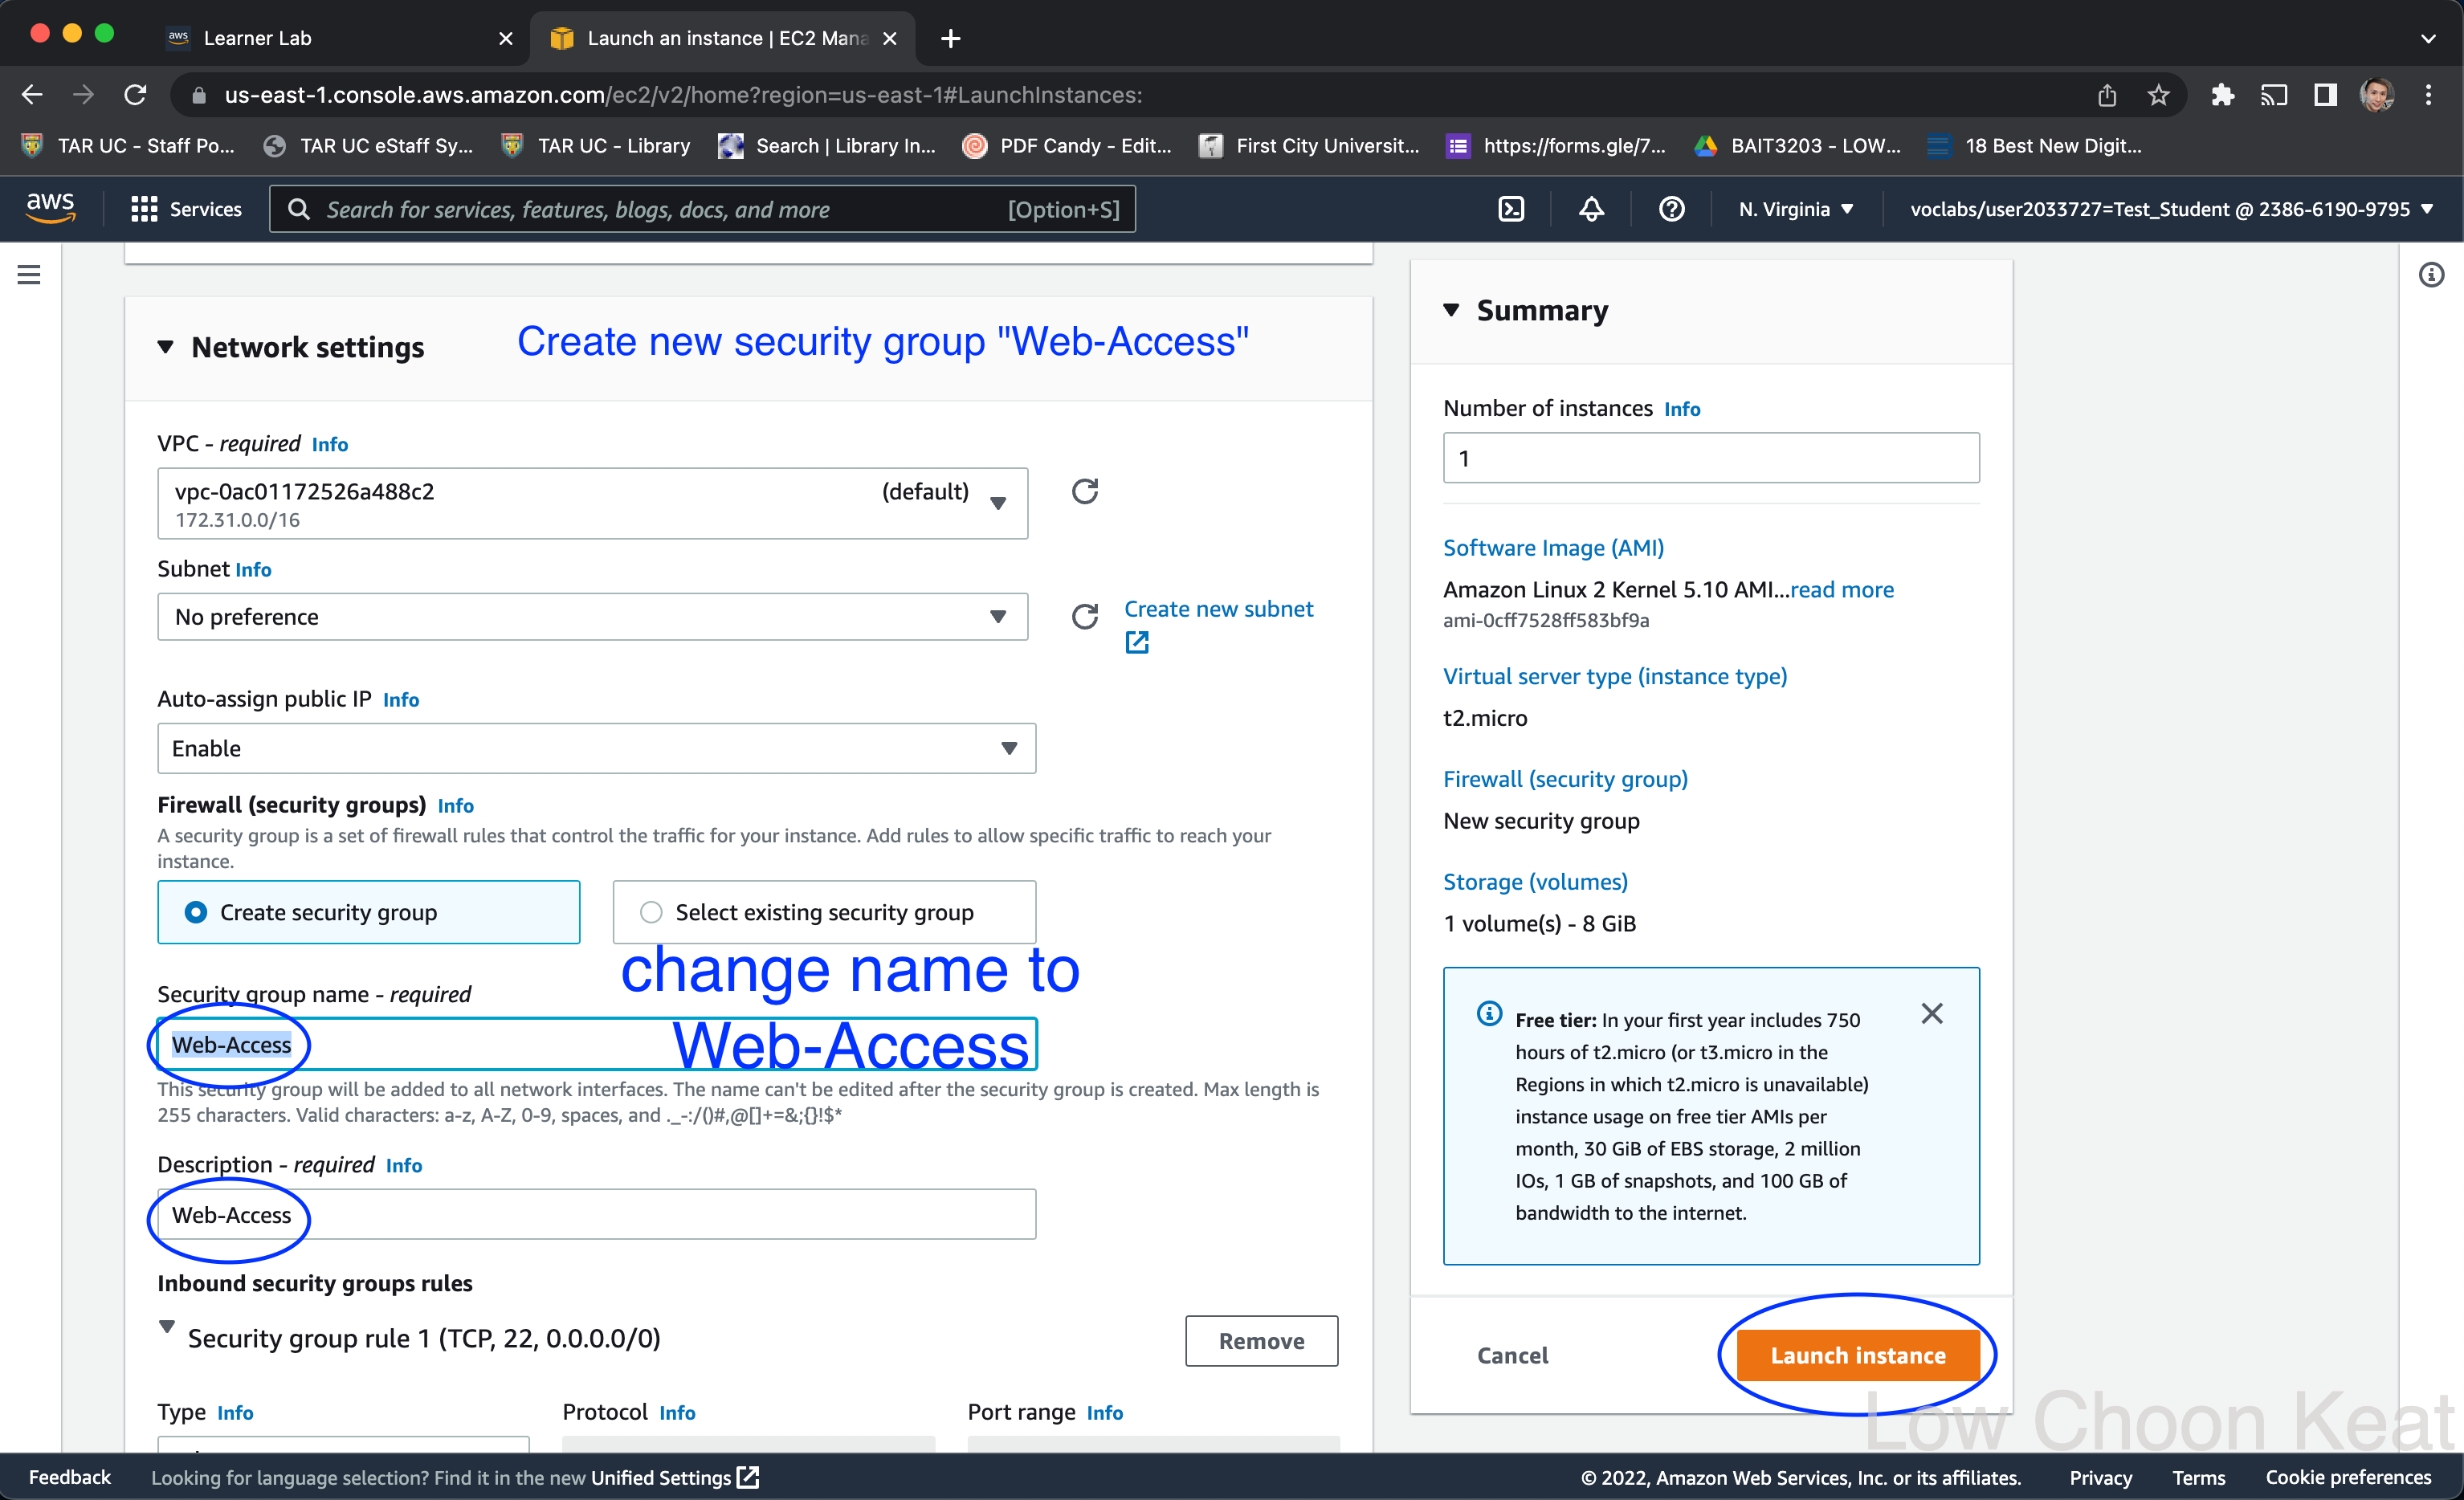 aws Learner Lab
Launch an instance | EC2 Mana
us-east-1.console.aws.amazon.com/ec2/v2/home?region=us-east-1#LaunchInstances:
TAR UC - Staff Po... TAR UC eStaff Sy... TAR UC - Library Search | Library In... PDF Candy - Edit... First City Universit... https://forms.gle/7... BAIT3203 - LOW... 18 Best New Digit...
aws Services Search for services, features, blogs, docs, and more [Option+S] N. Virginia voclabs/user2033727=Test_Student @ 2386-6190-9795
Network settings
Create new security group "Web-Access"
VPC - required Info
vpc-0ac01172526a488c2 (default)
172.31.0.0/16
Subnet Info
No preference
Create new subnet
Auto-assign public IP Info
Enable
Firewall (security groups) Info
A security group is a set of firewall rules that control the traffic for your instance. Add rules to allow specific traffic to reach your
instance.
Create security group
Select existing security group
change name to
Security group name - required
Web-Access
Web-Access
This security group will be added to all network interfaces. The name can't be edited after the security group is created. Max length is
255 characters. Valid characters: a-z, A-Z, 0-9, spaces, and ._-:/()#,@[]+=&;{}!$*
Description - required Info
Web-Access
Inbound security groups rules
Security group rule 1 (TCP, 22, 0.0.0.0/0)
Remove
Type Info
Protocol Info
Port range Info
Summary
Number of instances Info
1
Software Image (AMI)
Amazon Linux 2 Kernel 5.10 AMI...read more
ami-0cff7528ff583bf9a
Virtual server type (instance type)
t2.micro
Firewall (security group)
New security group
Storage (volumes)
1 volume(s) - 8 GiB
Free tier: In your first year includes 750
hours of t2.micro (or t3.micro in the
Regions in which t2.micro is unavailable)
instance usage on free tier AMIs per
month, 30 GiB of EBS storage, 2 million
IOs, 1 GB of snapshots, and 100 GB of
bandwidth to the internet.
Cancel
Launch instance
Low Choon Keat
Feedback Looking for language selection? Find it in the new Unified Settings © 2022, Amazon Web Services, Inc. or its affiliates. Privacy Terms Cookie preferences